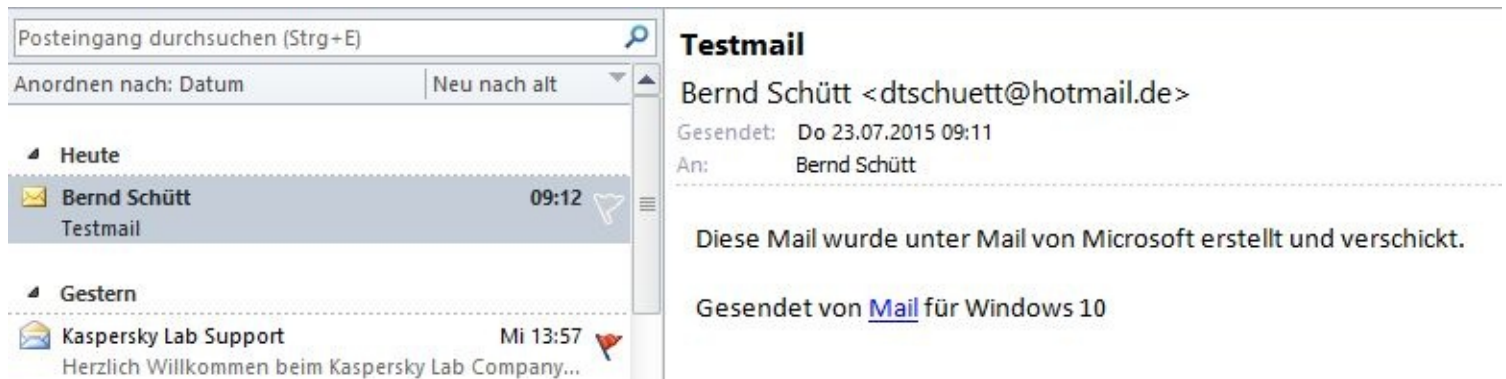 Posteingang durchsuchen (Strg+E)
Anordnen nach: Datum Neu nach alt
Heute
Bernd Schütt 09:12
Testmail
Gestern
Kaspersky Lab Support Mi 13:57
Herzlich Willkommen beim Kaspersky Lab Company...
Testmail
Bernd Schütt <dtschuett@hotmail.de>
Gesendet: Do 23.07.2015 09:11
An: Bernd Schütt
Diese Mail wurde unter Mail von Microsoft erstellt und verschickt.
Gesendet von Mail für Windows 10